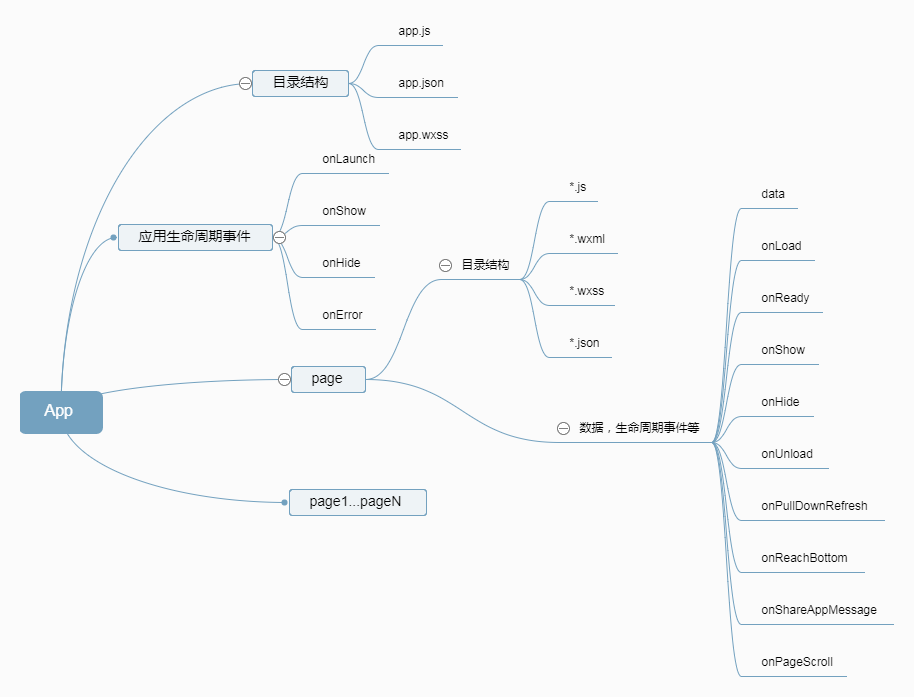 App
目录结构
app.js
app.json
app.wxss
应用生命周期事件
onLaunch
onShow
onHide
onError
page
目录结构
*.js
*.wxml
*.wxss
*.json
数据，生命周期事件等
data
onLoad
onReady
onShow
onHide
onUnload
onPullDownRefresh
onReachBottom
onShareAppMessage
onPageScroll
page1...pageN